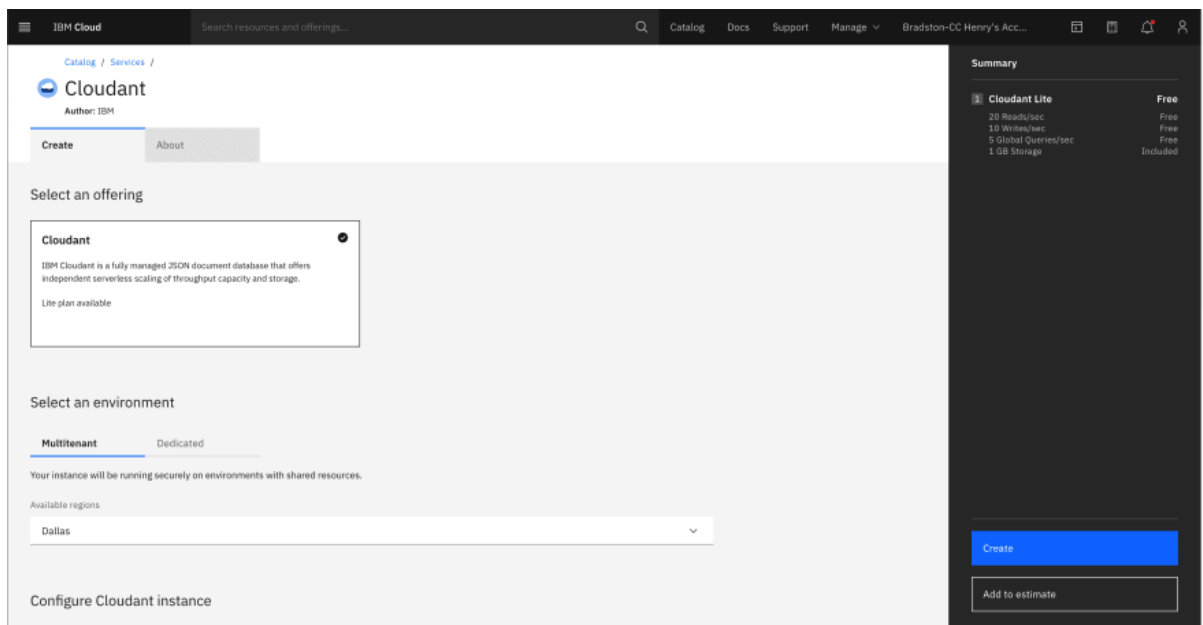 IBM Cloud
Search resources and offerings...
Catalog
Docs
Support
Manage
Bradston-CC Henry's Acc...
Catalog / Services /
Cloudant
Author: IBM
Create
About
Select an offering
Cloudant
IBM Cloudant is a fully managed JSON document database that offers
independent serverless scaling of throughput capacity and storage.
Lite plan available
Select an environment
Multitenant
Dedicated
Your instance will be running securely on environments with shared resources.
Available regions
Dallas
Configure Cloudant instance
Summary
1 Cloudant Lite Free
20 Reads/sec Free
10 Writes/sec Free
5 Global Queries/sec Free
1 GB Storage Included
Create
Add to estimate